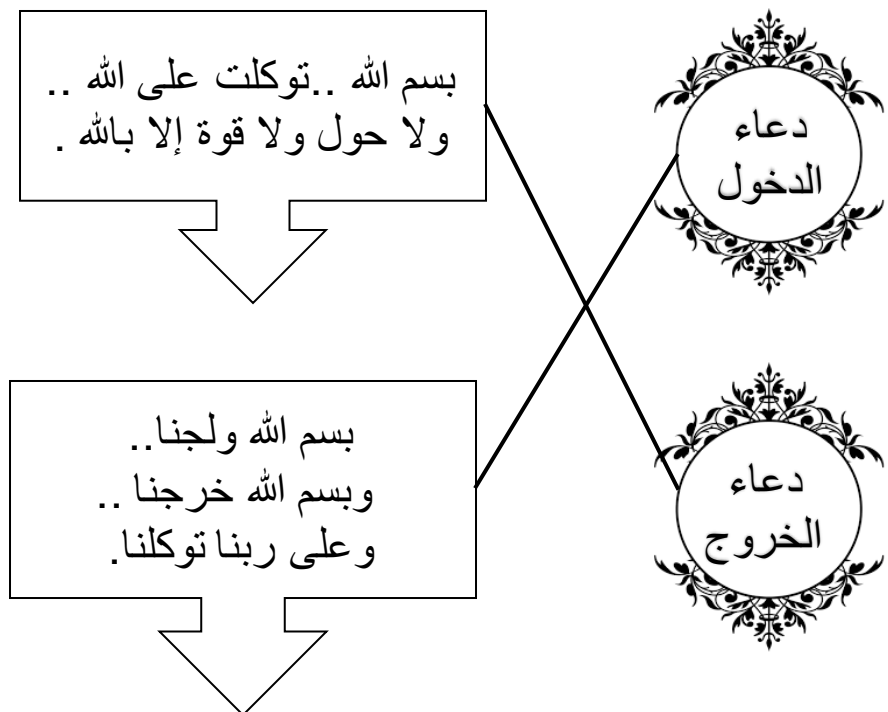 بسم الله ..توكلت على الله ..
ولا حول ولا قوة إلا بالله .
دعاء
الدخول
بسم الله ولجنا..
وبسم الله خرجنا ..
وعلى ربنا توكلنا.
دعاء
الخروج